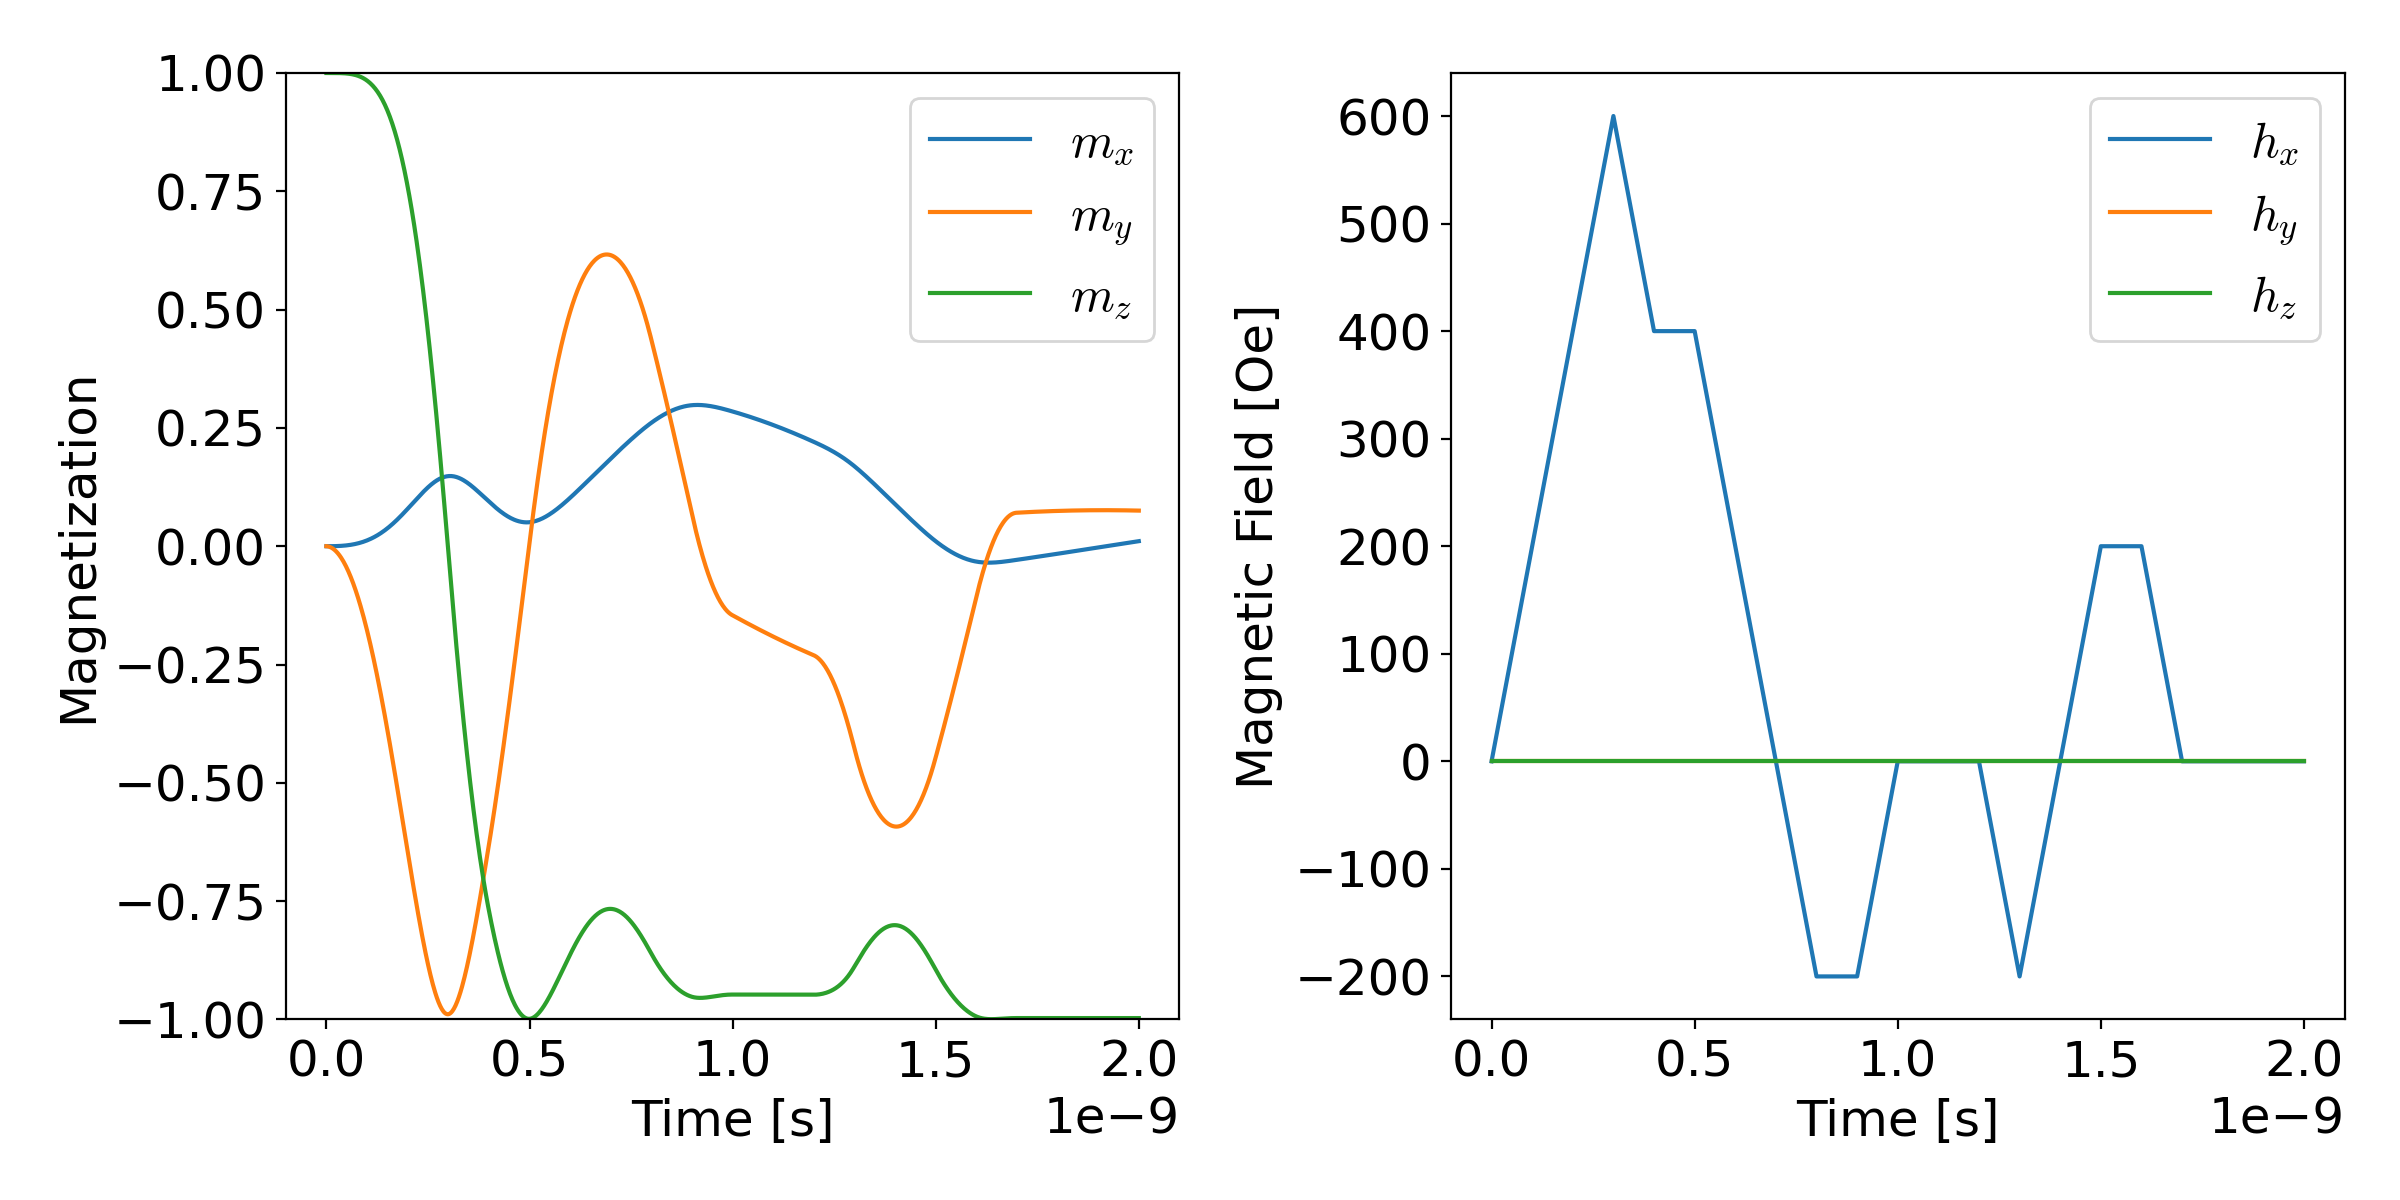 Magnetization
1.00
0.75
0.50
0.25
0.00
−0.25
−0.50
−0.75
−1.00
0.0 0.5 1.0 1.5 2.0
Time [s]
1e−9
m_x
m_y
m_z
Magnetic Field [Oe]
600
500
400
300
200
100
0
−100
−200
0.0 0.5 1.0 1.5 2.0
Time [s]
1e−9
h_x
h_y
h_z